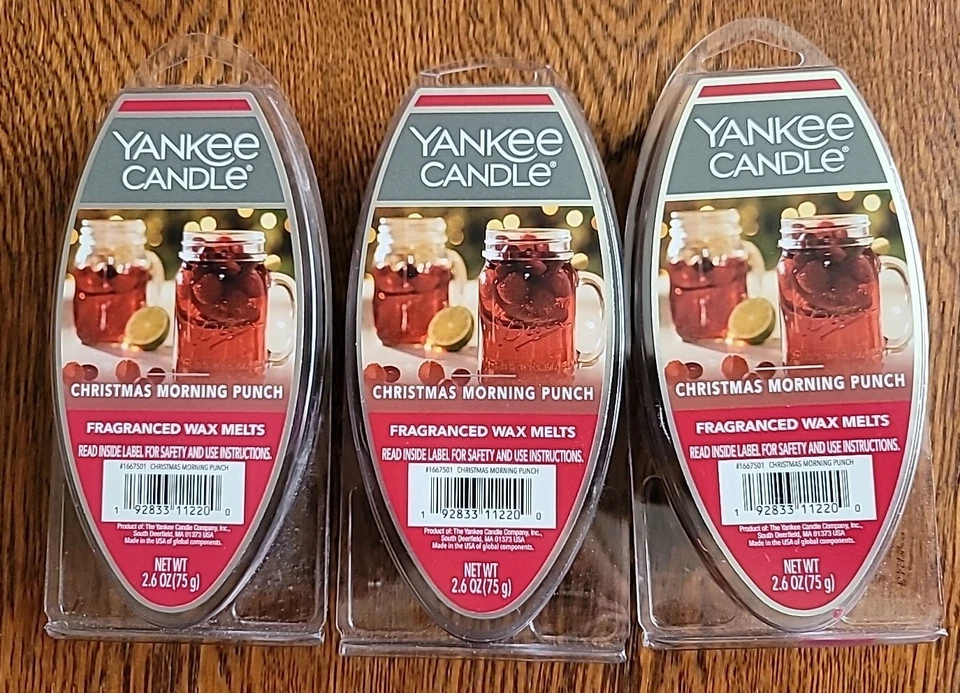 YANKEE
CANDLE®
CHRISTMAS MORNING PUNCH
FRAGRANCED WAX MELTS
READ INSIDE LABEL FOR SAFETY AND USE INSTRUCTIONS.
#1667501 CHRISTMAS MORNING PUNCH
1 92833 11220 0
Product of: The Yankee Candle Company, Inc.,
South Deerfield, MA 01373 USA
Made in the USA of global components.
NET WT
2.6 OZ (75 g)
YANKEE
CANDLE®
CHRISTMAS MORNING PUNCH
FRAGRANCED WAX MELTS
READ INSIDE LABEL FOR SAFETY AND USE INSTRUCTIONS.
#1667501 CHRISTMAS MORNING PUNCH
1 92833 11220 0
Product of: The Yankee Candle Company, Inc.,
South Deerfield, MA 01373 USA
Made in the USA of global components.
NET WT
2.6 OZ (75 g)
YANKEE
CANDLE®
CHRISTMAS MORNING PUNCH
FRAGRANCED WAX MELTS
READ INSIDE LABEL FOR SAFETY AND USE INSTRUCTIONS.
#1667501 CHRISTMAS MORNING PUNCH
1 92833 11220 0
Product of: The Yankee Candle Company, Inc.,
South Deerfield, MA 01373 USA
Made in the USA of global components.
NET WT
2.6 OZ (75 g)